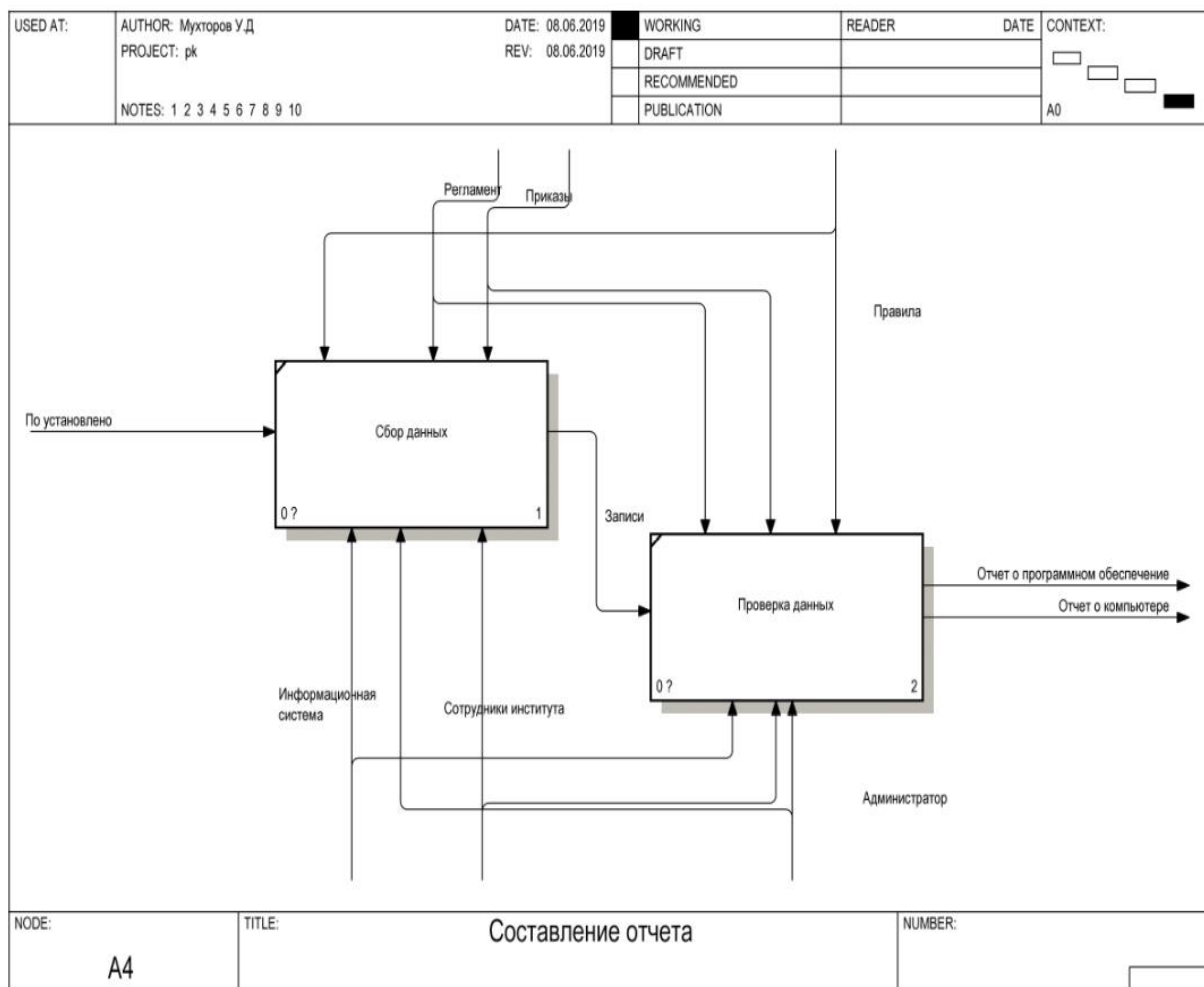 USED AT:
AUTHOR: Мухторов У.Д
DATE: 08.06.2019
PROJECT: pk
REV: 08.06.2019
NOTES: 1 2 3 4 5 6 7 8 9 10
WORKING
DRAFT
RECOMMENDED
PUBLICATION
READER
DATE
CONTEXT:
A0
Регламент
Приказы
Правила
По установлено
Сбор данных
0 ?
1
Записи
Отчет о программном обеспечение
Отчет о компьютере
Проверка данных
0 ?
2
Информационная
система
Сотрудники института
Администратор
NODE:
A4
TITLE:
Составление отчета
NUMBER: